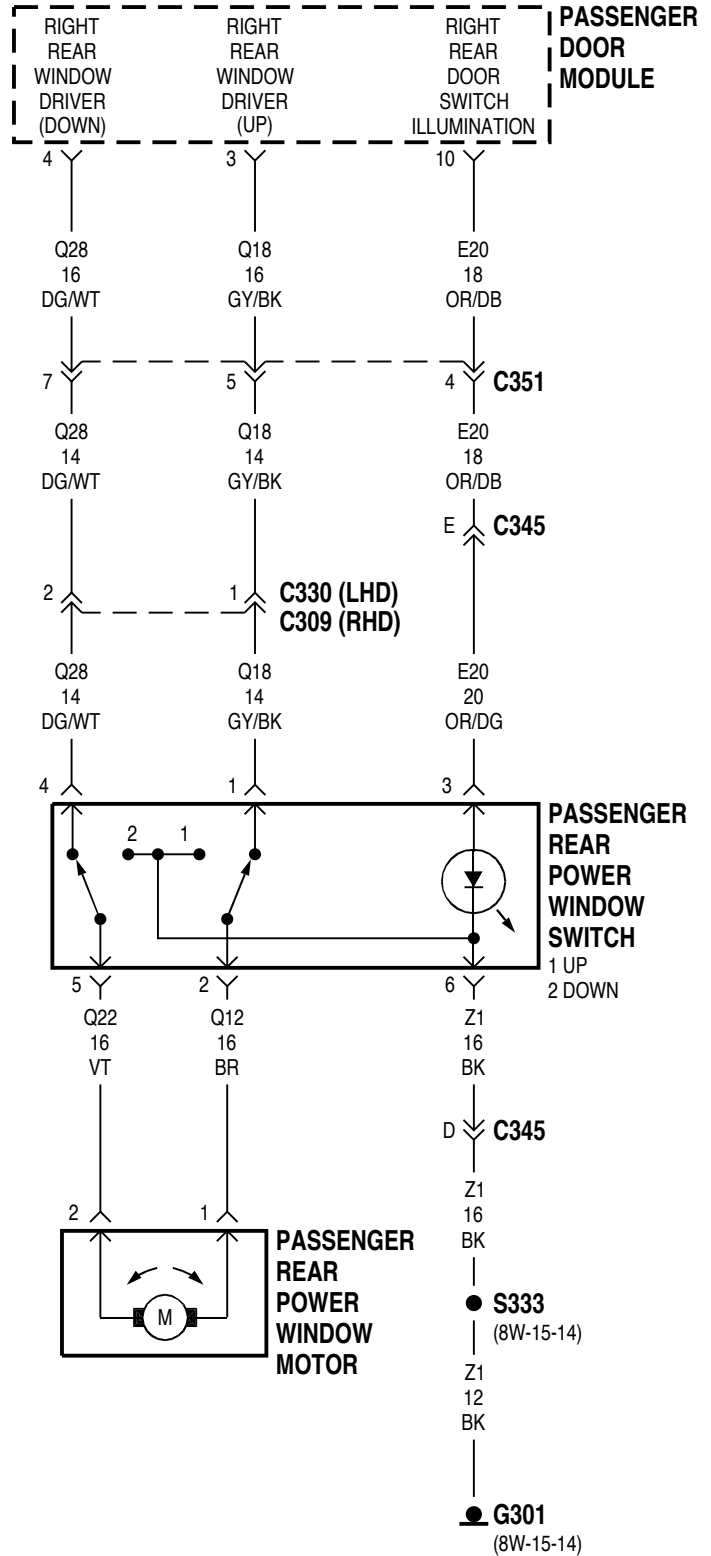 RIGHT
REAR
WINDOW
DRIVER
(DOWN)
RIGHT
REAR
WINDOW
DRIVER
(UP)
RIGHT
REAR
DOOR
SWITCH
ILLUMINATION
PASSENGER
DOOR
MODULE
4
3
10
Q28
16
DG/WT
Q18
16
GY/BK
E20
18
OR/DB
7
5
4
C351
Q28
14
DG/WT
Q18
14
GY/BK
E20
18
OR/DB
E
C345
2
1
C330 (LHD)
C309 (RHD)
Q28
14
DG/WT
Q18
14
GY/BK
E20
20
OR/DG
4
1
3
2
1
PASSENGER
REAR
POWER
WINDOW
SWITCH
1 UP
2 DOWN
5
2
6
Q22
16
VT
Q12
16
BR
Z1
16
BK
D
C345
Z1
16
BK
2
1
M
PASSENGER
REAR
POWER
WINDOW
MOTOR
S333
(8W-15-14)
Z1
12
BK
G301
(8W-15-14)